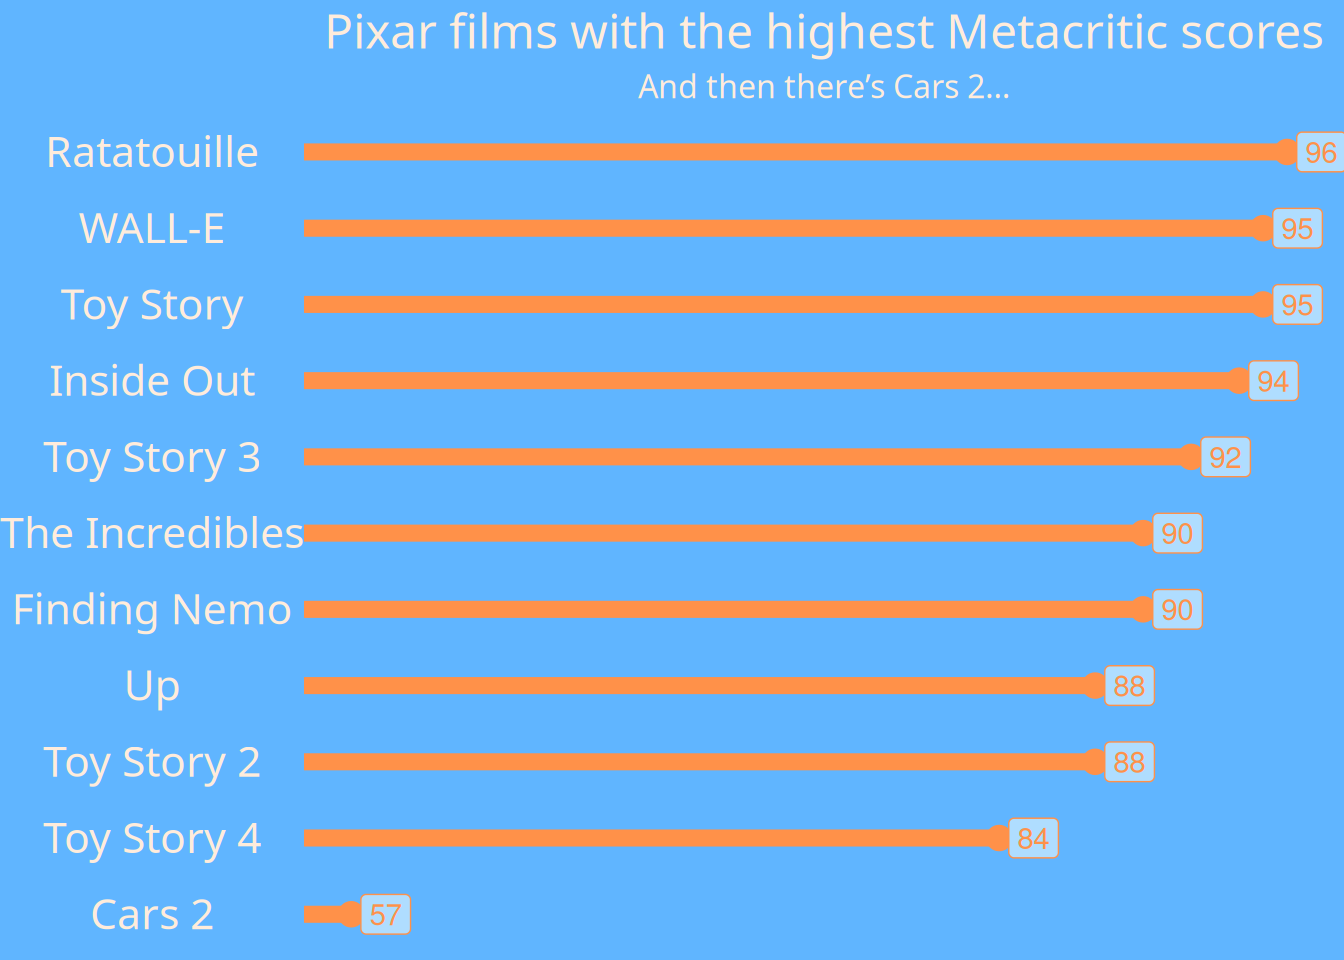 Pixar films with the highest Metacritic scores
And then there’s Cars 2...
Ratatouille 96
WALL-E 95
Toy Story 95
Inside Out 94
Toy Story 3 92
The Incredibles 90
Finding Nemo 90
Up 88
Toy Story 2 88
Toy Story 4 84
Cars 2 57